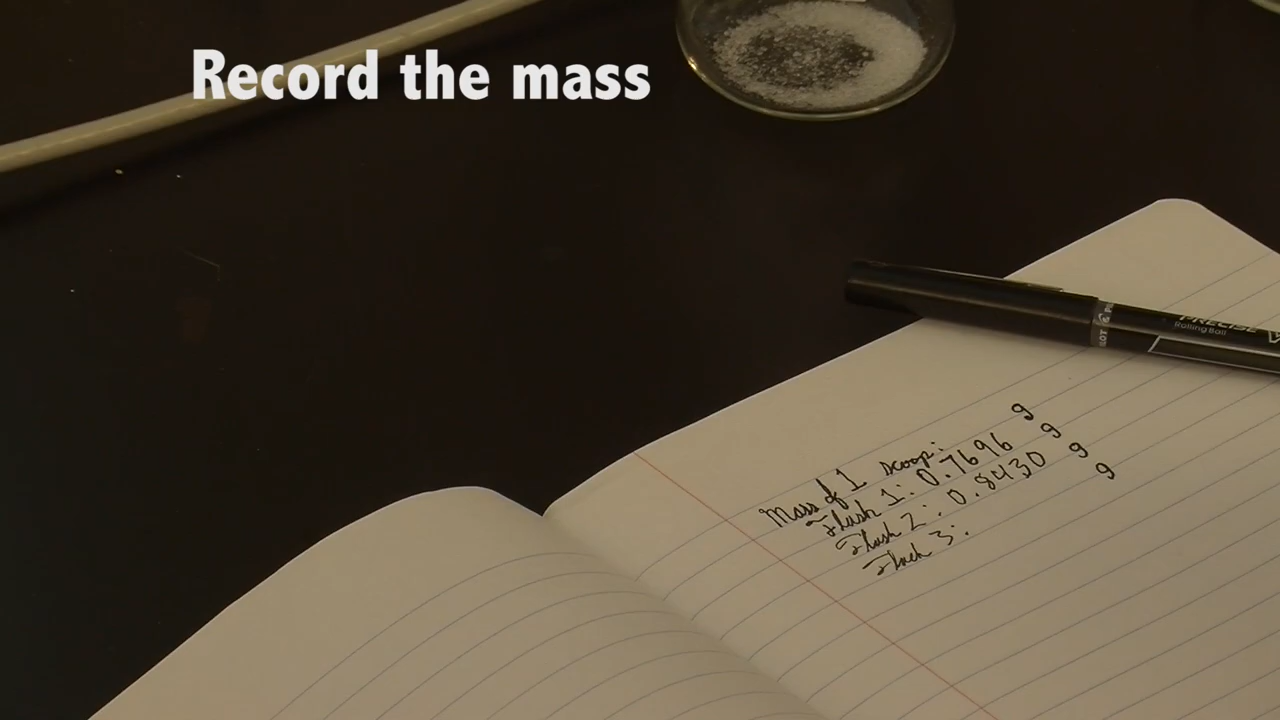 Record the mass
PILOT
PRECISE
Rolling Ball
Mass of 1 scoop: g
Flask 1: 0.7696 g
Flask 2: 0.8430 g
Flask 3: g